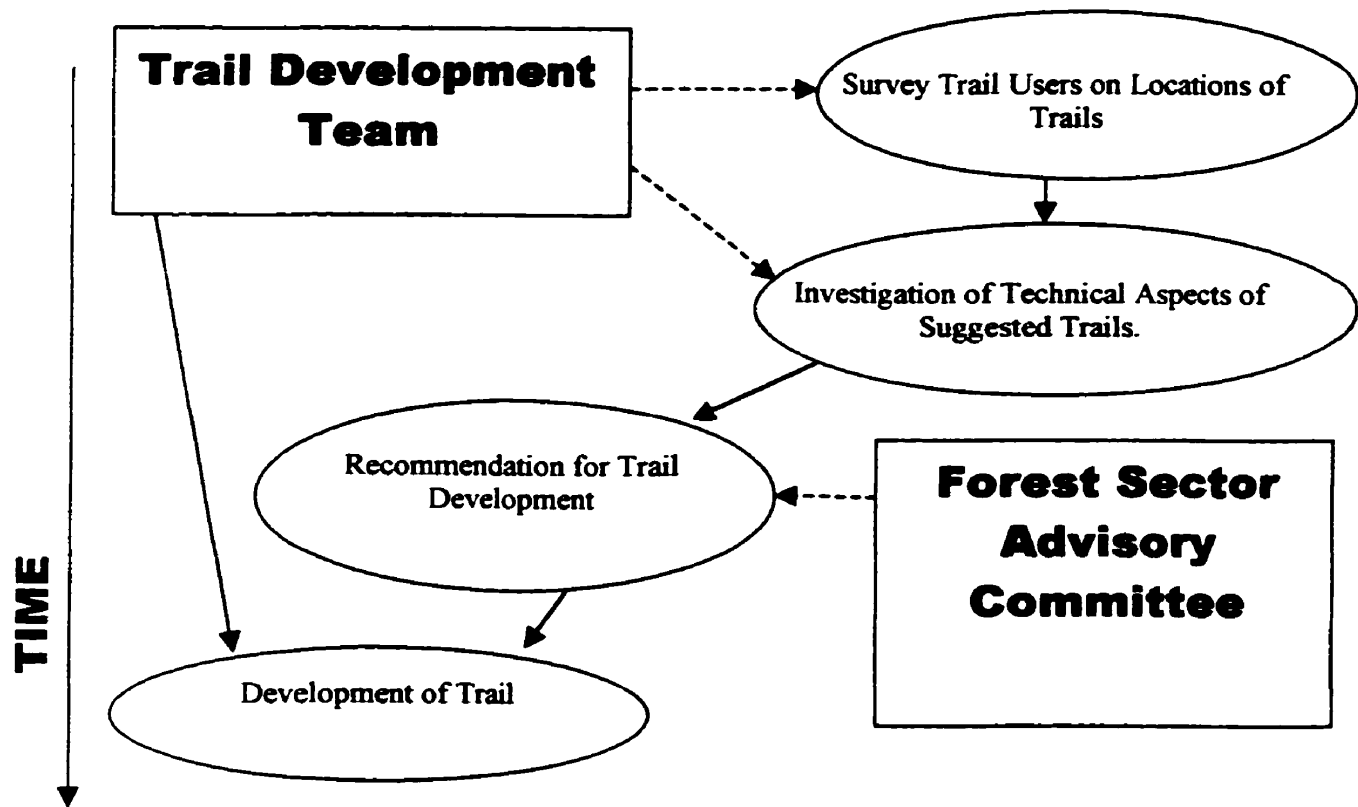 Trail Development
Team
Survey Trail Users on Locations of
Trails
Investigation of Technical Aspects of
Suggested Trails.
Recommendation for Trail
Development
Forest Sector
Advisory
Committee
TIME
Development of Trail